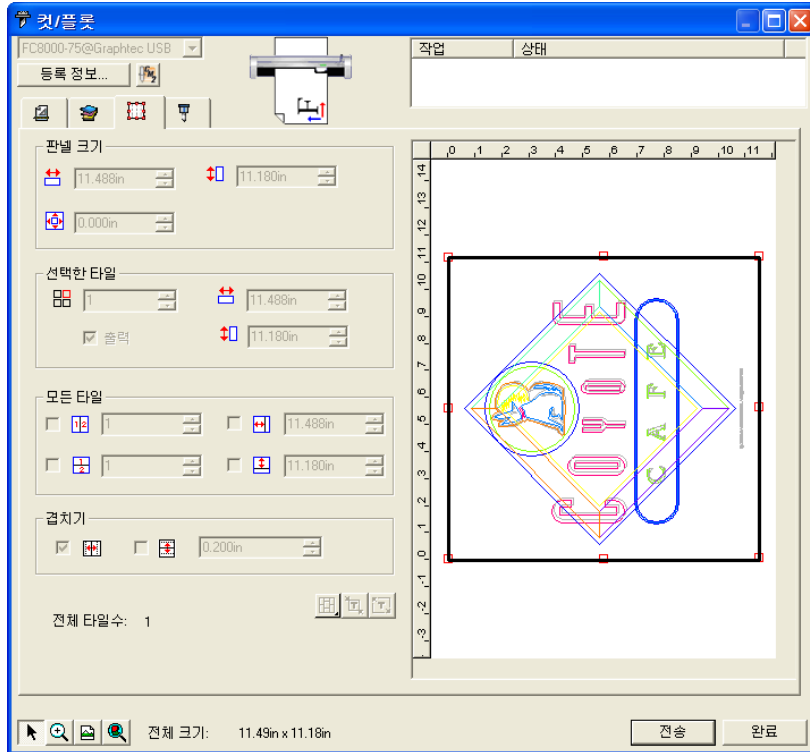 컷/플롯
FC8000-75@Graphtec USB
등록 정보...
작업 상태
판넬 크기
11.488in 11.180in
0.000in
선택한 타일
1 11.488in
출력 11.180in
모든 타일
1 11.488in
1 11.180in
겹치기
0.200in
전체 타일수: 1
0 1 2 3 4 5 6 7 8 9 10 11
14
13
12
11
10
9
8
7
6
5
4
3
2
1
0
-1
-2
-3
COYOTE
CAFE
전체 크기: 11.49in x 11.18in
전송 완료